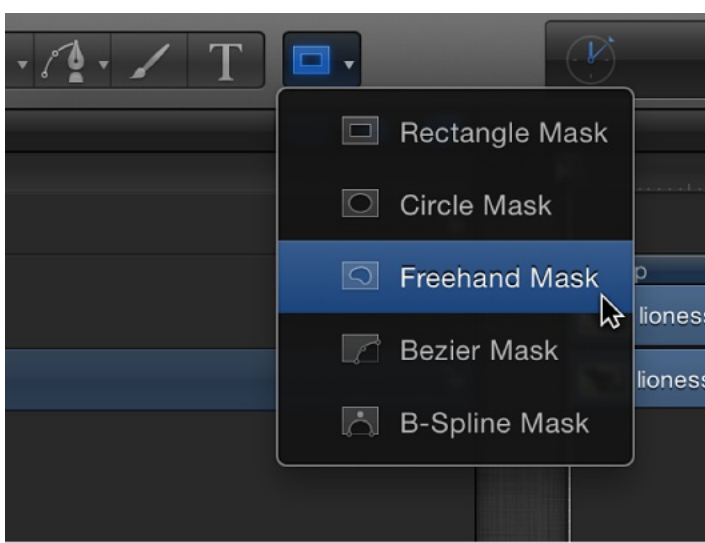 T
Rectangle Mask
Circle Mask
Freehand Mask
Bezier Mask
B-Spline Mask
p
lioness
lioness